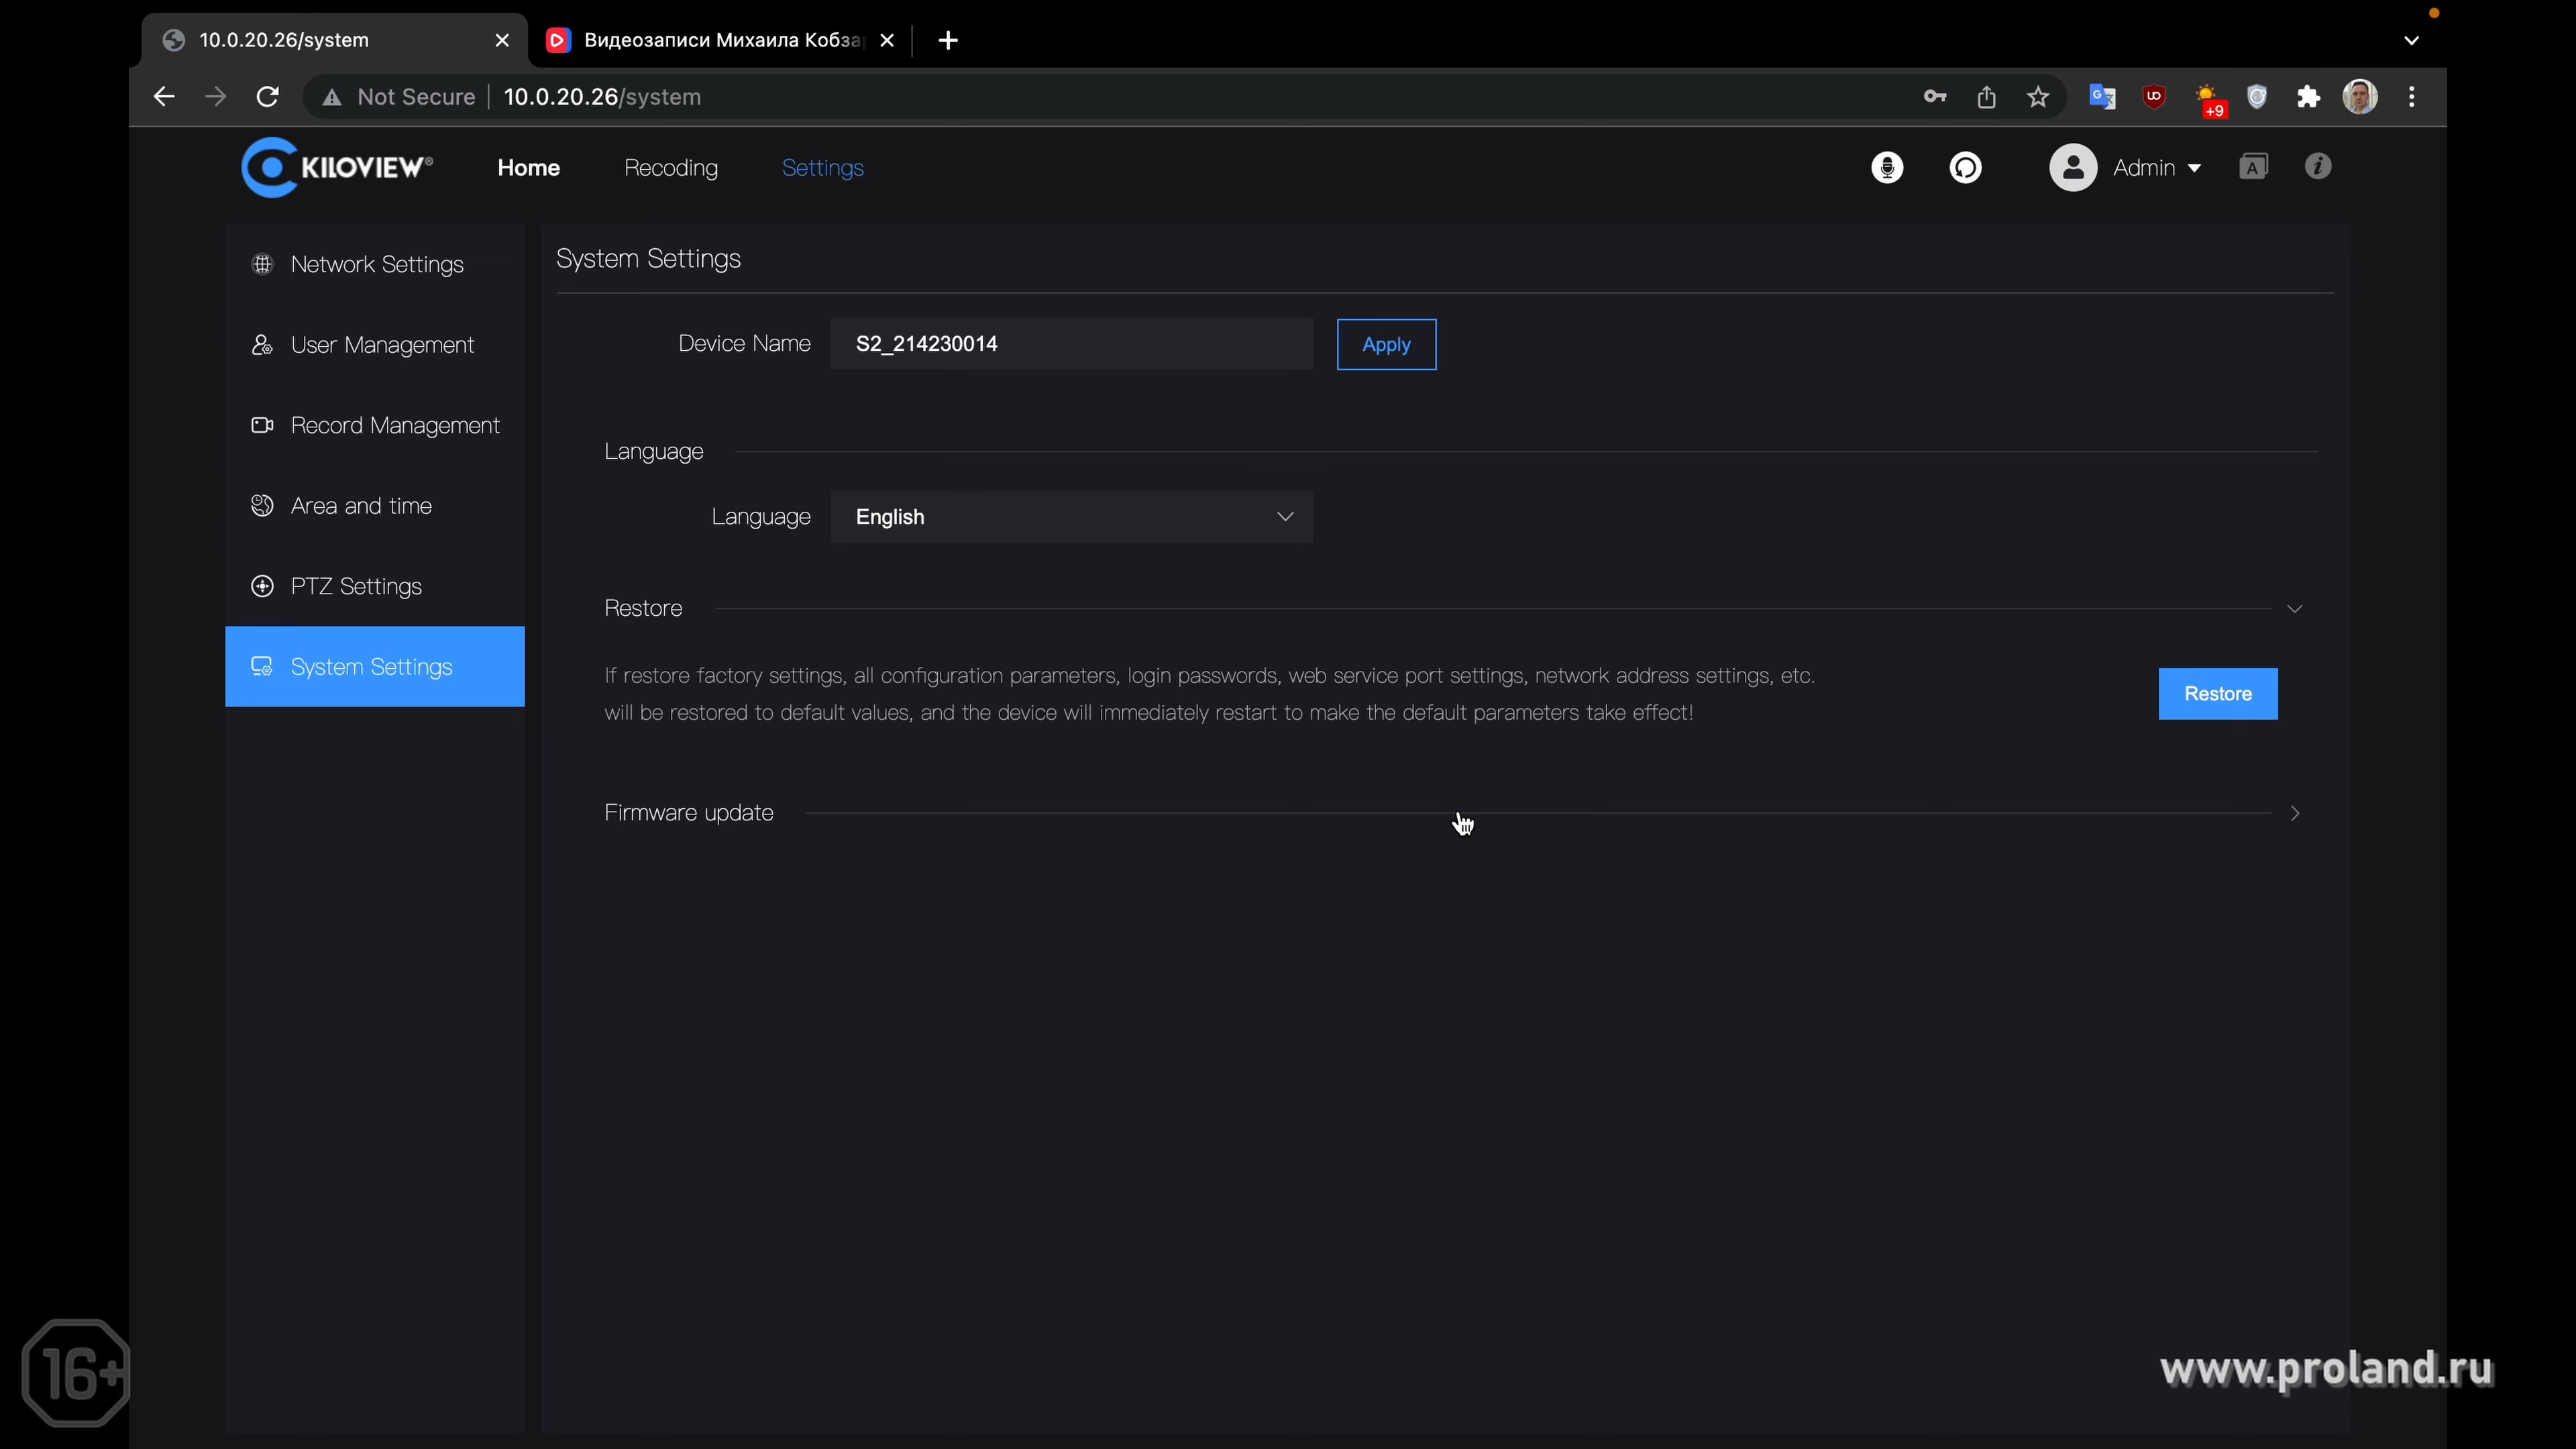 10.0.20.26/system
Видеозаписи Михаила Кобза
Not Secure
10.0.20.26/system
+9
KILOVIEW®
Home
Recoding
Settings
Admin
Network Settings
User Management
Record Management
Area and time
PTZ Settings
System Settings
System Settings
Device Name
S2_214230014
Apply
Language
Language
English
Restore
If restore factory settings, all configuration parameters, login passwords, web service port settings, network address settings, etc.
will be restored to default values, and the device will immediately restart to make the default parameters take effect!
Restore
Firmware update
16+
www.proland.ru